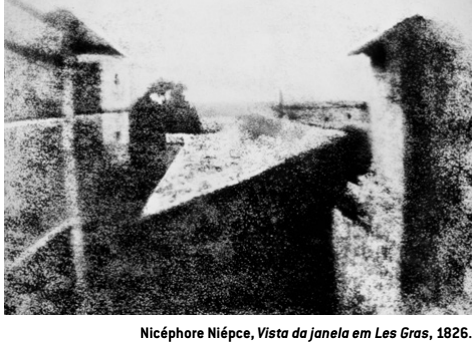 Nicéphore Niépce, Vista da janela em Les Gras, 1826.